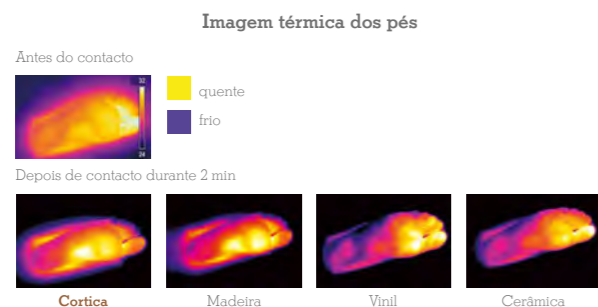 Imagem térmica dos pés
Antes do contacto
32
24
quente
frio
Depois de contacto durante 2 min
Cortica
Madeira
Vinil
Cerâmica